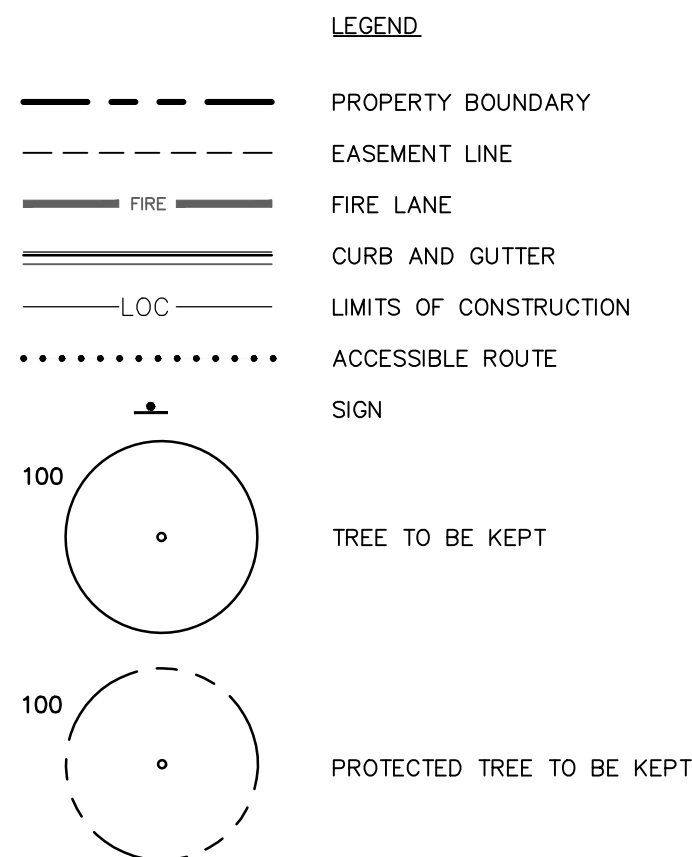 LEGEND
PROPERTY BOUNDARY
EASEMENT LINE
FIRE FIRE LANE
CURB AND GUTTER
LOC LIMITS OF CONSTRUCTION
ACCESSIBLE ROUTE
SIGN
100
TREE TO BE KEPT
100
PROTECTED TREE TO BE KEPT